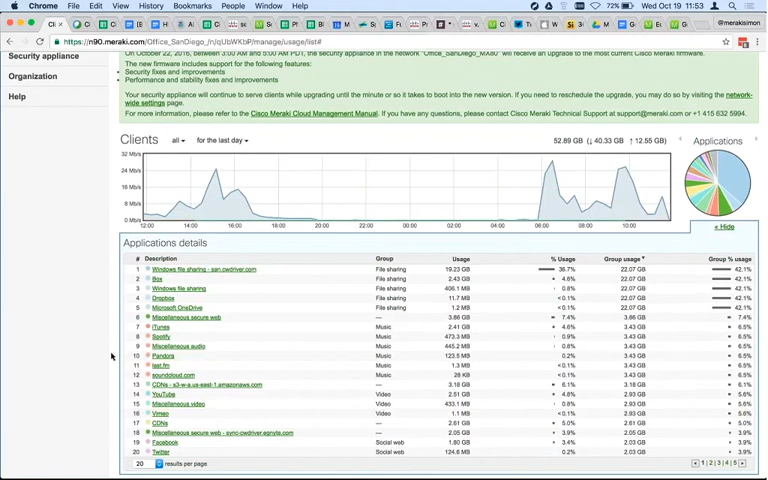 Chrome File Edit View History Bookmarks People Window Help 72% Wed Oct 19 11:53
@merakisimon
https://n90.meraki.com/Office_SanDiego_/n/qUbWKbP/manage/usage/list#
Security appliance
Organization
Help
The new firmware includes support for the following features:
Security fixes and improvements
Performance and stability fixes and improvements
Your security appliance will continue to serve clients while upgrading until the minute or so it takes to boot into the new version. If you need to reschedule the upgrade, you may do so by visiting the network-
wide settings page.
For more information, please refer to the Cisco Meraki Cloud Management Manual. If you have any questions, please contact Cisco Meraki Technical Support at support@meraki.com or +1 415 632 5994.
Clients all for the last day 52.89 GB (↓ 40.33 GB ↑ 12.55 GB) Applications
32 Mb/s
24 Mb/s
16 Mb/s
8 Mb/s
0 Mb/s
12:00 14:00 16:00 18:00 20:00 22:00 00:00 02:00 04:00 06:00 08:00 10:00
« Hide
Applications details
# Description Group Usage % Usage Group usage Group % usage
1 Windows file sharing - san.cwdriver.com File sharing 19.23 GB 36.7% 22.07 GB 42.1%
2 Box File sharing 2.43 GB 4.6% 22.07 GB 42.1%
3 Windows file sharing File sharing 406.1 MB 0.8% 22.07 GB 42.1%
4 Dropbox File sharing 11.7 MB <0.1% 22.07 GB 42.1%
5 Microsoft OneDrive File sharing 1.2 MB <0.1% 22.07 GB 42.1%
6 Miscellaneous secure web — 3.86 GB 7.4% 3.86 GB 7.4%
7 iTunes Music 2.41 GB 4.6% 3.43 GB 6.5%
8 Spotify Music 473.3 MB 0.9% 3.43 GB 6.5%
9 Miscellaneous audio Music 445.2 MB 0.8% 3.43 GB 6.5%
10 Pandora Music 123.5 MB 0.2% 3.43 GB 6.5%
11 last.fm Music 1.3 MB <0.1% 3.43 GB 6.5%
12 soundcloud.com Music 28 KB <0.1% 3.43 GB 6.5%
13 CDNs - s3-w-a.us-east-1.amazonaws.com — 3.18 GB 6.1% 3.18 GB 6.1%
14 YouTube Video 2.51 GB 4.8% 2.93 GB 5.6%
15 Miscellaneous video Video 433.1 MB 0.8% 2.93 GB 5.6%
16 Vimeo Video 1.1 MB <0.1% 2.93 GB 5.6%
17 CDNs — 2.61 GB 5.0% 2.61 GB 5.0%
18 Miscellaneous secure web - sync-cwdriver.egnyte.com — 2.05 GB 3.9% 2.05 GB 3.9%
19 Facebook Social web 1.80 GB 3.4% 2.03 GB 3.9%
20 Twitter Social web 124.6 MB 0.2% 2.03 GB 3.9%
20 results per page 1 | 2 | 3 | 4 | 5